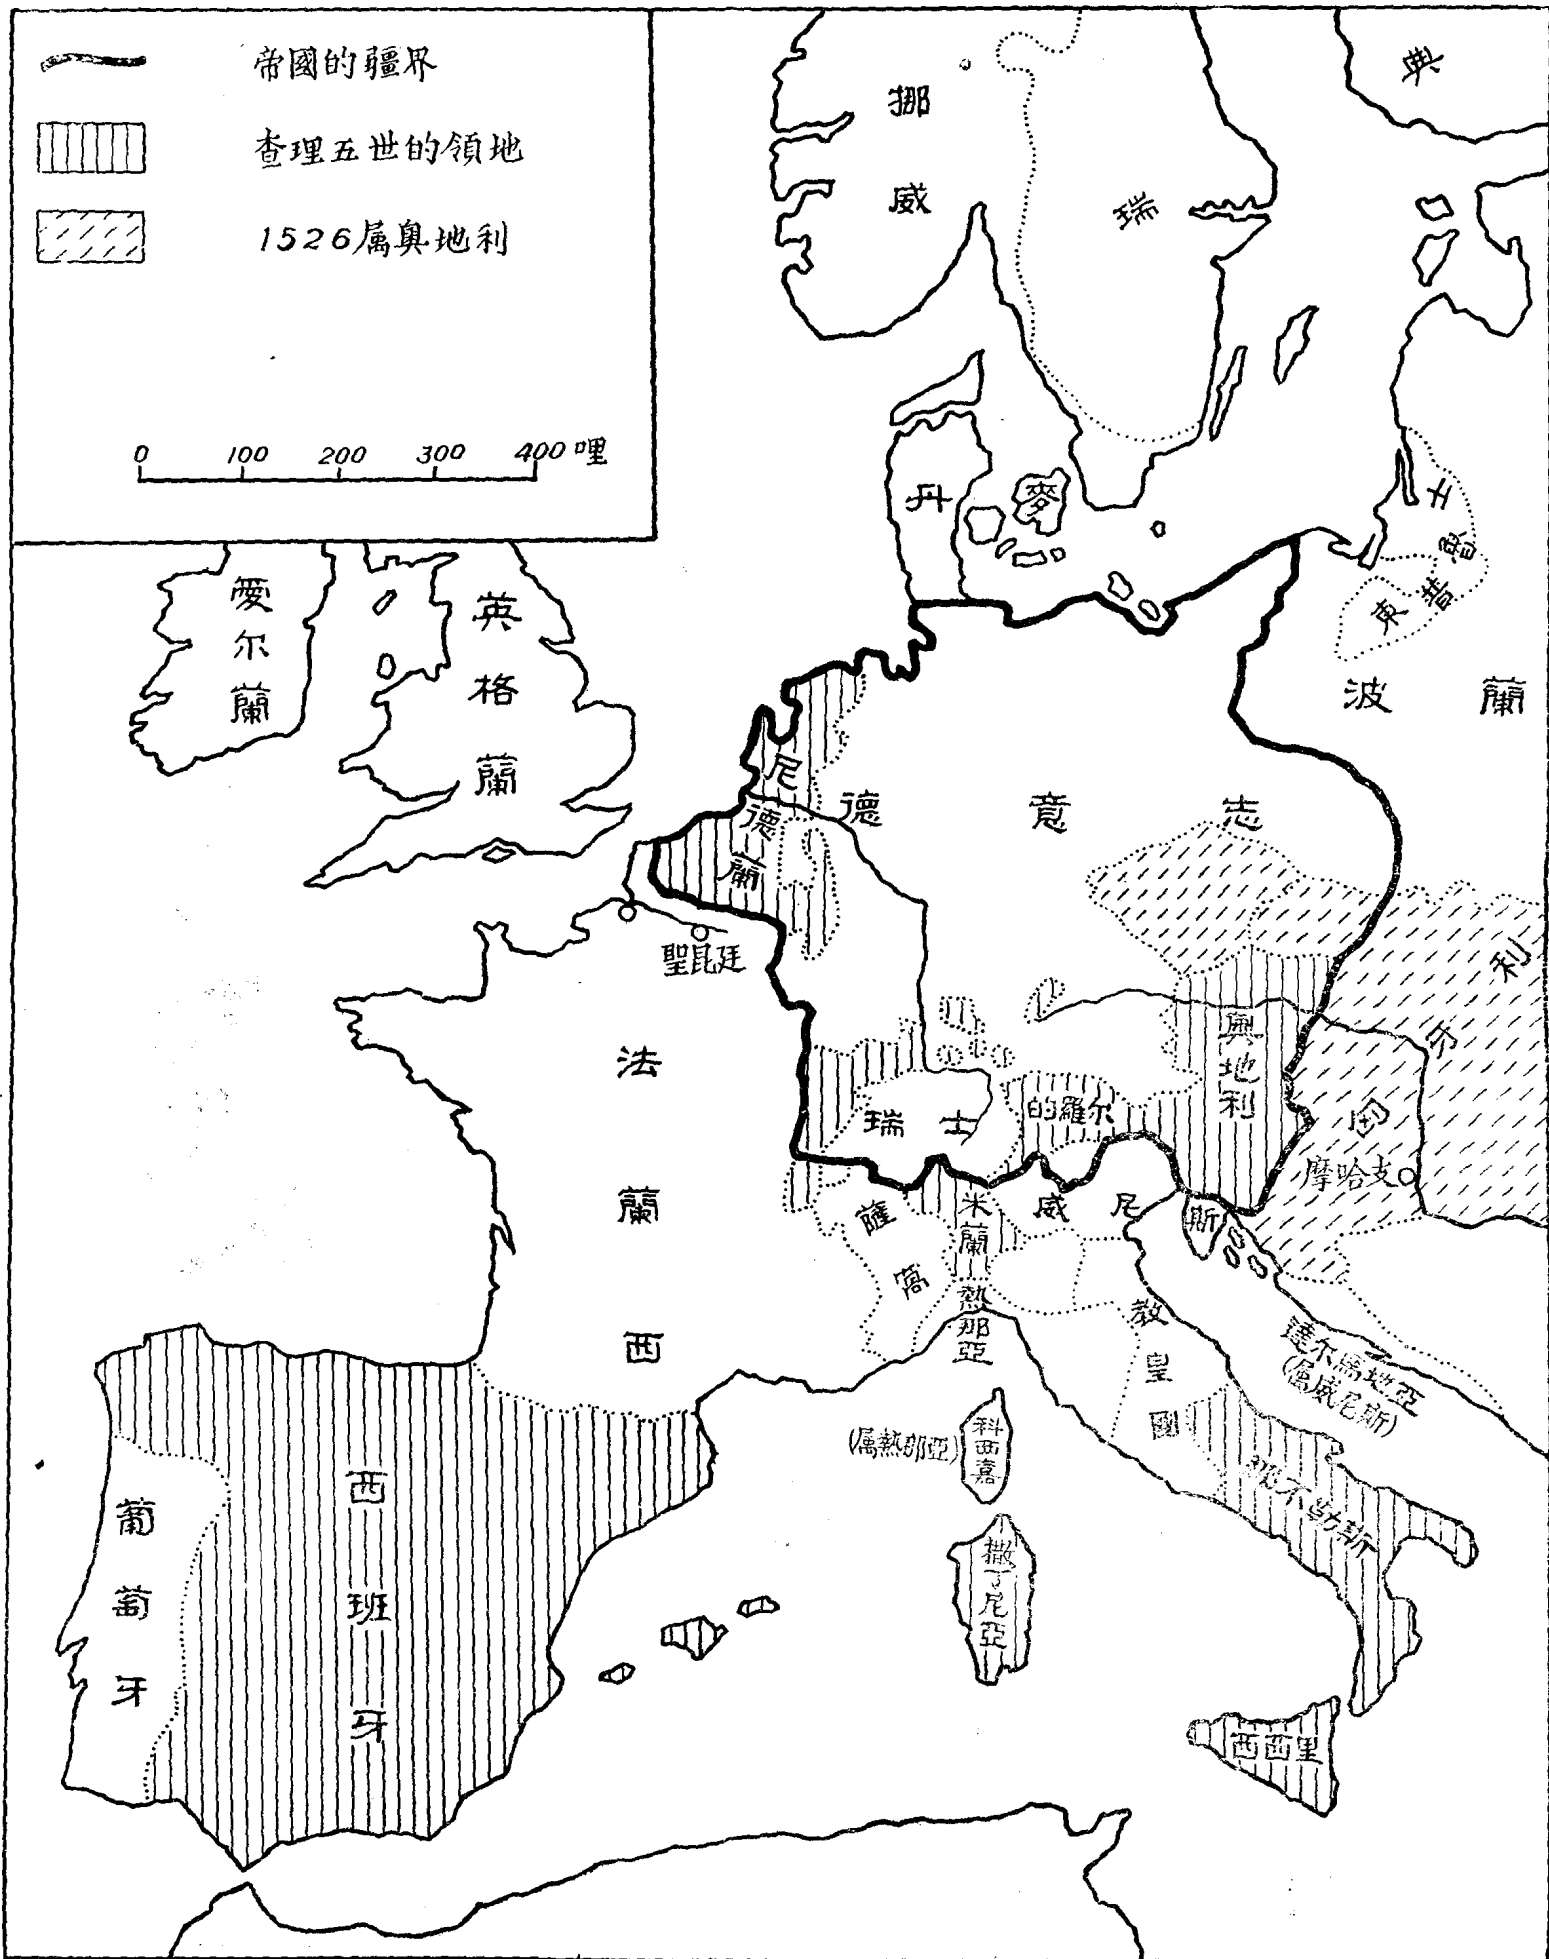 帝國的疆界
查理五世的領地
1526屬奧地利
0 100 200 300 400 哩
挪威
瑞典
丹麥
愛尔蘭
英格蘭
東普魯士
波蘭
尼德蘭
德意志
聖昆廷
法蘭西
奧地利
匈牙利
瑞士
的羅尔
摩哈支
薩
米蘭
威尼斯
熱那亞
教皇國
達尔馬地亞
(屬威尼斯)
(屬熱那亞)
科西嘉
那不勒斯
撒丁尼亞
西西里
葡萄牙
西班牙